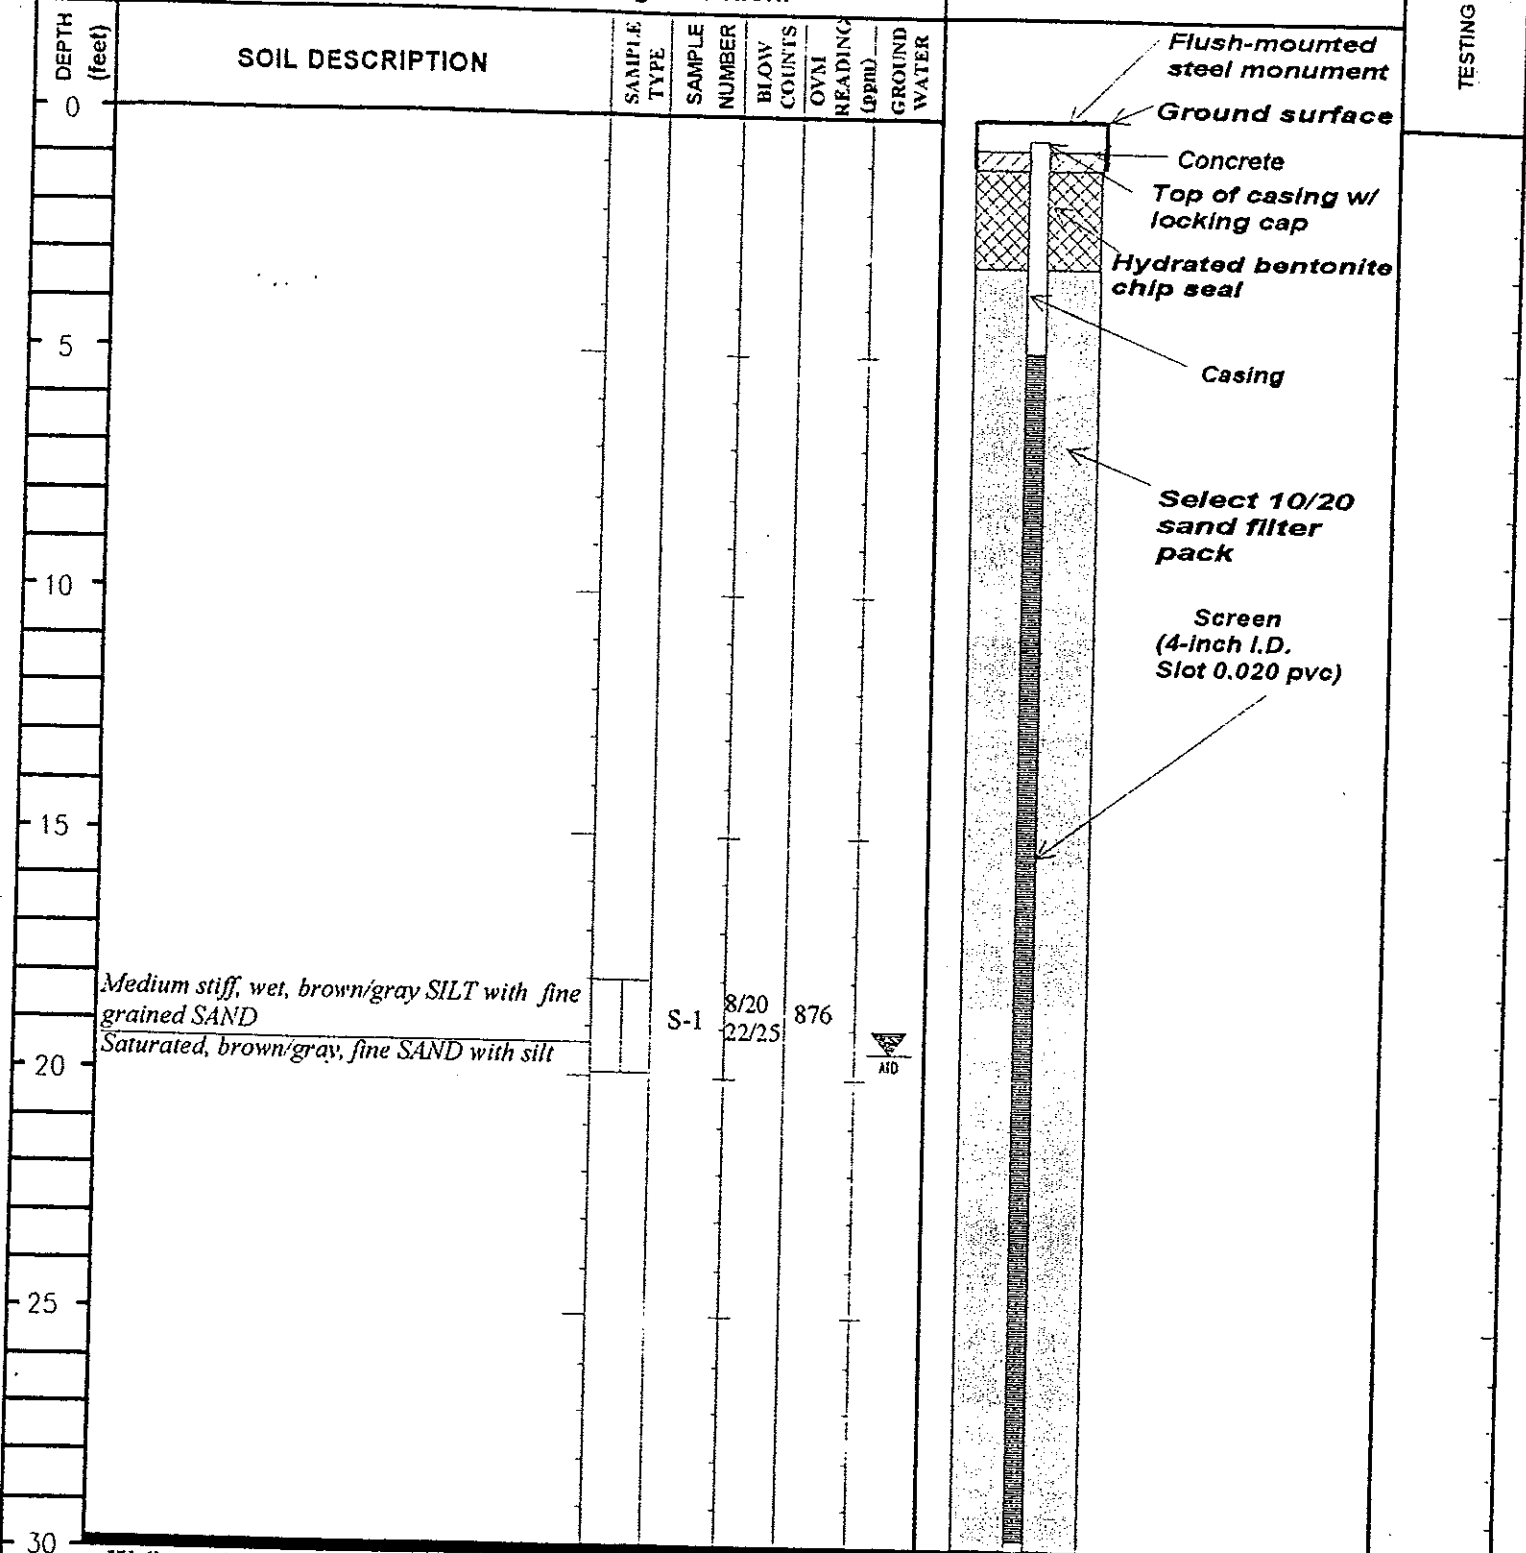 DEPTH
(feet)
SOIL DESCRIPTION
SAMPLE
TYPE
SAMPLE
NUMBER
BLOW
COUNTS
OVM
READING
(ppm)
GROUND
WATER
TESTING
Flush-mounted
steel monument
Ground surface
Concrete
Top of casing w/
locking cap
Hydrated bentonite
chip seal
Casing
Select 10/20
sand filter
pack
Screen
(4-inch I.D.
Slot 0.020 pvc)
0
5
10
15
Medium stiff, wet, brown/gray SILT with fine
grained SAND
Saturated, brown/gray, fine SAND with silt
S-1
8/20
22/25
876
20
25
30